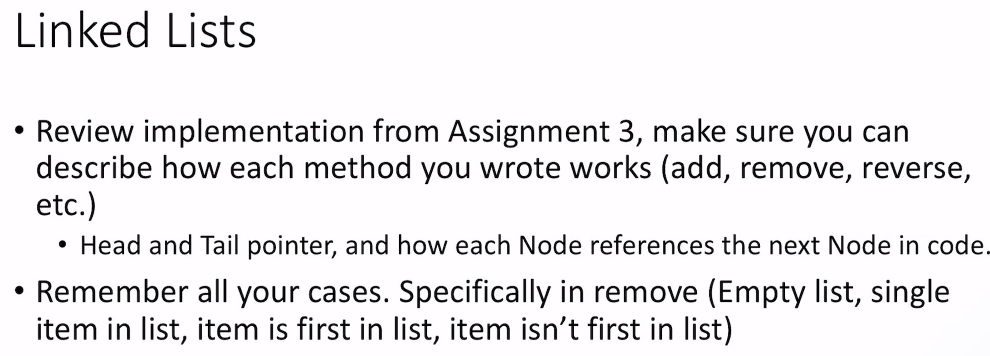 Linked Lists
• Review implementation from Assignment 3, make sure you can
describe how each method you wrote works (add, remove, reverse,
etc.)
• Head and Tail pointer, and how each Node references the next Node in code.
• Remember all your cases. Specifically in remove (Empty list, single
item in list, item is first in list, item isn’t first in list)